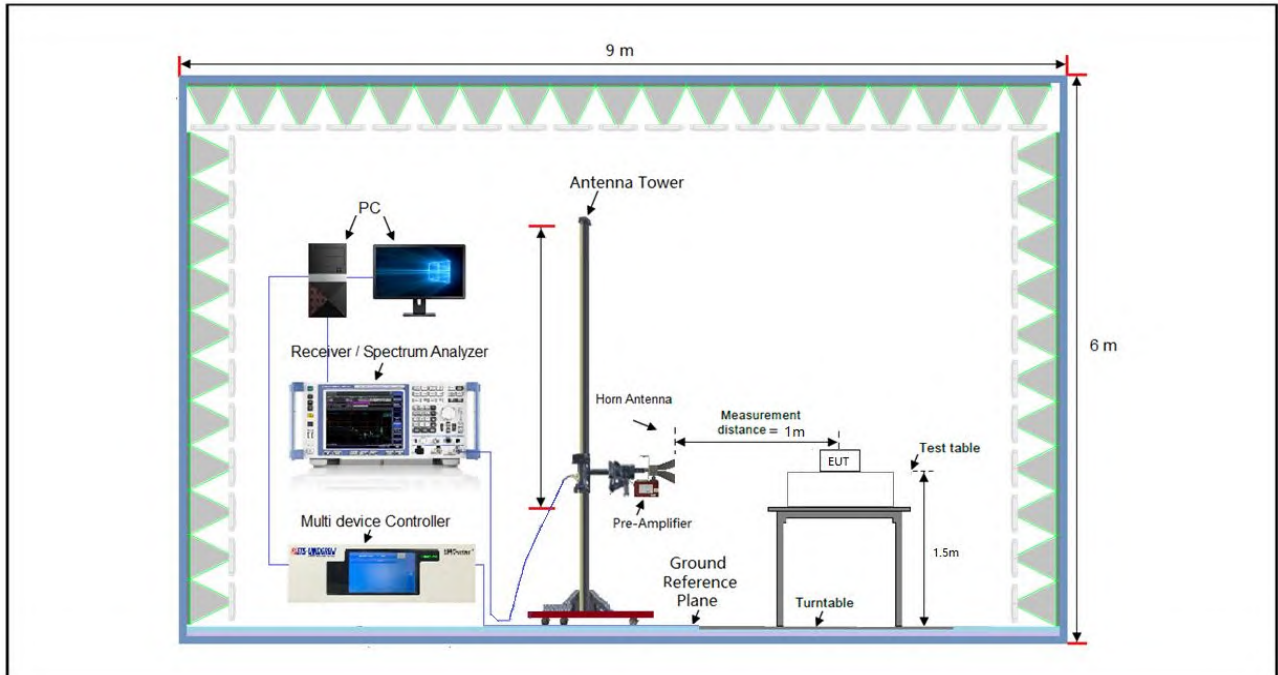 9 m
Antenna Tower
PC
6 m
Receiver / Spectrum Analyzer
Horn Antenna
Measurement
distance = 1m
EUT
Test table
Pre-Amplifier
Multi device Controller
1.5m
Ground
Reference
Plane
Turntable